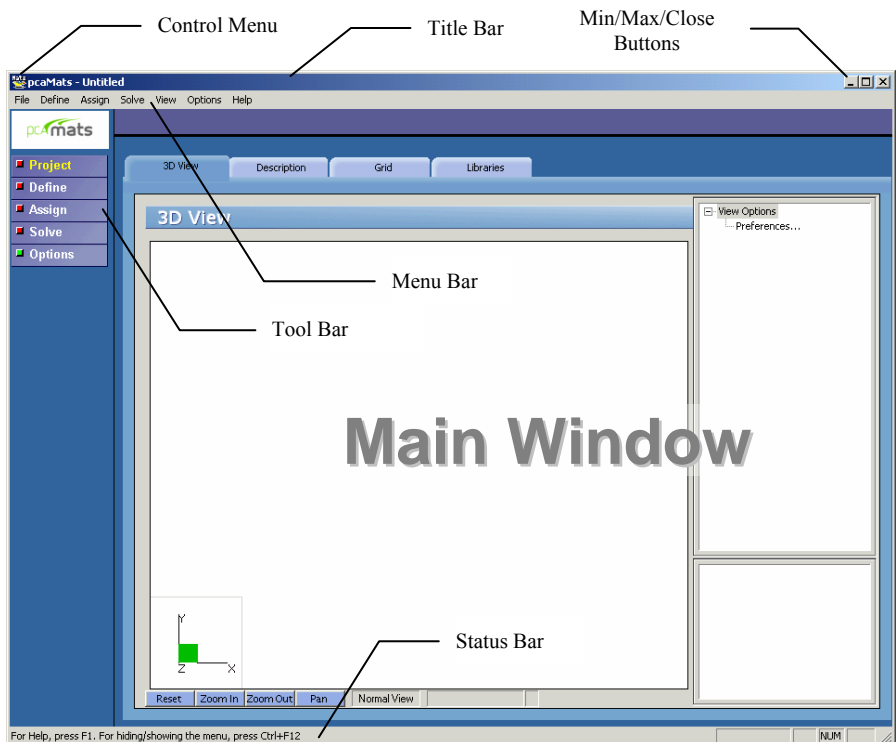 Control Menu
Title Bar
Min/Max/Close
Buttons
pcaMats - Untitled
File Define Assign Solve View Options Help
pcamats
Project
Define
Assign
Solve
Options
3D View Description Grid Libraries
3D View
View Options
Preferences...
Menu Bar
Tool Bar
Main Window
Y
Z X
Status Bar
Reset Zoom In Zoom Out Pan Normal View
For Help, press F1. For hiding/showing the menu, press Ctrl+F12
NUM